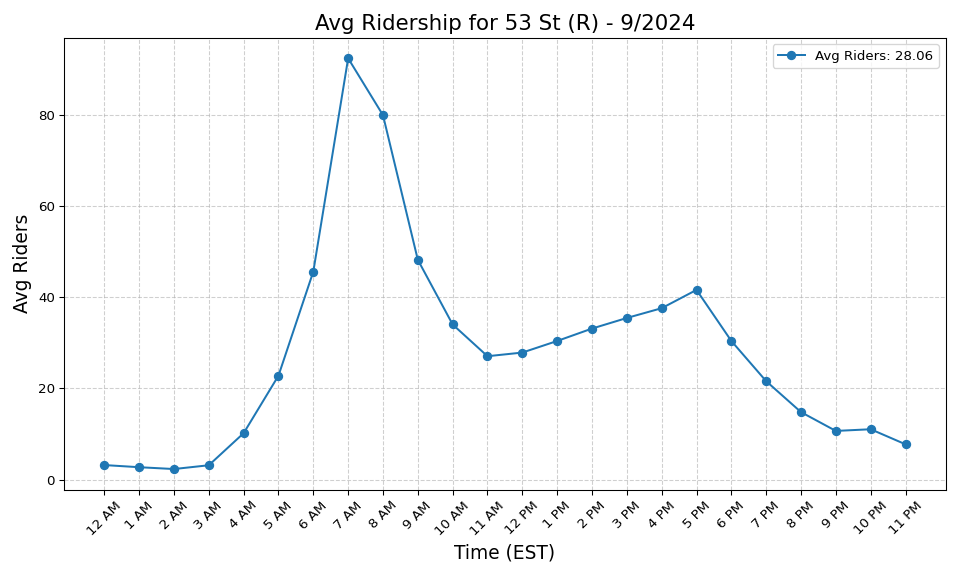 Avg Ridership for 53 St (R) - 9/2024
Avg Riders: 28.06
Avg Riders
80
60
40
20
0
12 AM
1 AM
2 AM
3 AM
4 AM
5 AM
6 AM
7 AM
8 AM
9 AM
10 AM
11 AM
12 PM
1 PM
2 PM
3 PM
4 PM
5 PM
6 PM
7 PM
8 PM
9 PM
10 PM
11 PM
Time (EST)